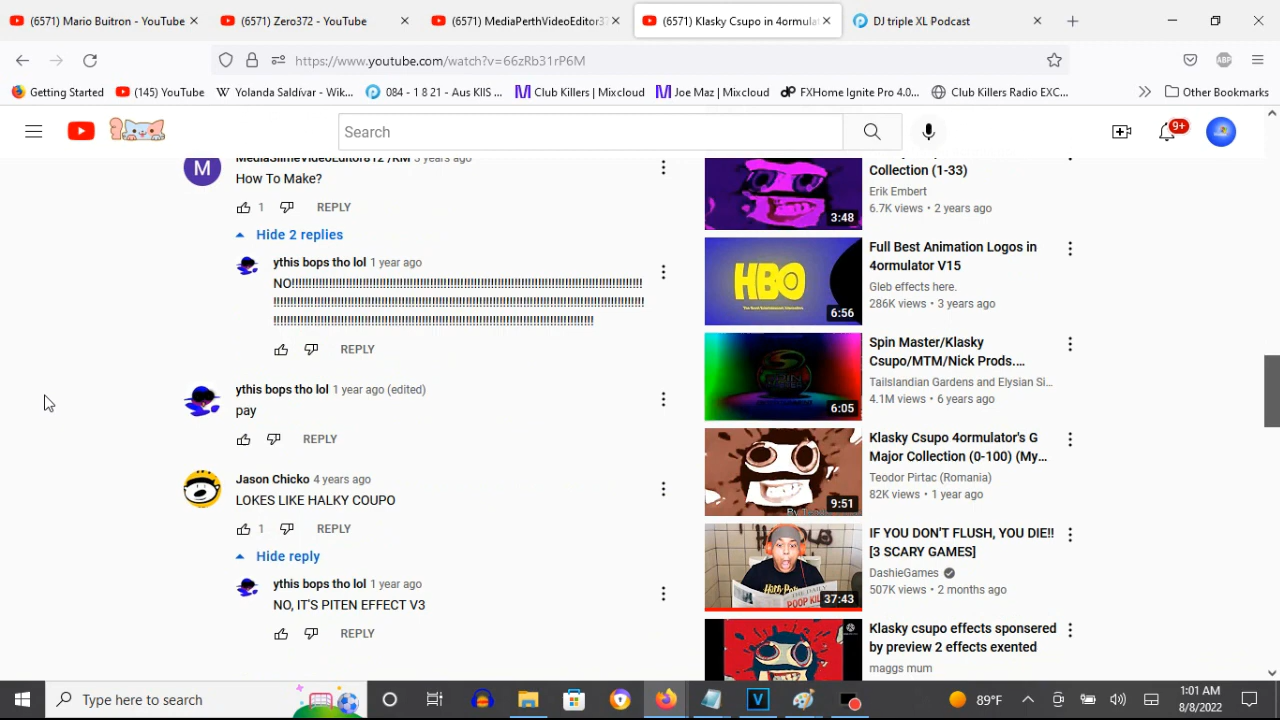 (6571) Mario Buitron - YouTube
(6571) Zero372 - YouTube
(6571) MediaPerthVideoEditor37
(6571) Klasky Csupo in 4ormulat
DJ triple XL Podcast
https://www.youtube.com/watch?v=66zRb31rP6M
ABP
Getting Started
(145) YouTube
W Yolanda Saldívar - Wik...
084 - 1 8 21 - Aus KIIS ...
Club Killers | Mixcloud
Joe Maz | Mixcloud
FXHome Ignite Pro 4.0...
Club Killers Radio EXC...
Other Bookmarks
Search
9+
M
MediaSlimeVideoEditor812 /RM 3 years ago
How To Make?
1 REPLY
Hide 2 replies
ythis bops tho lol 1 year ago
NO!!!!!!!!!!!!!!!!!!!!!!!!!!!!!!!!!!!!!!!!!!!!!!!!!!!!!!!!!!!!!!!!!!!!!!!!!!!!!!!!!!!!!!!!!!!!!!!!!!!!!!!
!!!!!!!!!!!!!!!!!!!!!!!!!!!!!!!!!!!!!!!!!!!!!!!!!!!!!!!!!!!!!!!!!!!!!!!!!!!!!!!!!!!!!!!!!!!!!!!!!!!!!!!!!!!
!!!!!!!!!!!!!!!!!!!!!!!!!!!!!!!!!!!!!!!!!!!!!!!!!!!!!!!!!!!!!!!!!!!!!!!!!!!!!!!!!!!!!!!!!!!!!
REPLY
ythis bops tho lol 1 year ago (edited)
pay
REPLY
Jason Chicko 4 years ago
LOKES LIKE HALKY COUPO
1 REPLY
Hide reply
ythis bops tho lol 1 year ago
NO, IT'S PITEN EFFECT V3
REPLY
3:48
Collection (1-33)
Erik Embert
6.7K views • 2 years ago
HBO
6:56
Full Best Animation Logos in
4ormulator V15
Gleb effects here.
286K views • 3 years ago
6:05
Spin Master/Klasky
Csupo/MTM/Nick Prods....
Tailslandian Gardens and Elysian Si...
4.1M views • 6 years ago
9:51
Klasky Csupo 4ormulator's G
Major Collection (0-100) (My...
Teodor Pirtac (Romania)
82K views • 1 year ago
THE DAILY
POOP KIL
37:43
IF YOU DON'T FLUSH, YOU DIE!!
[3 SCARY GAMES]
DashieGames
507K views • 2 months ago
Klasky csupo effects sponsered
by preview 2 effects exented
maggs mum
Type here to search
V
89°F
1:01 AM
8/8/2022